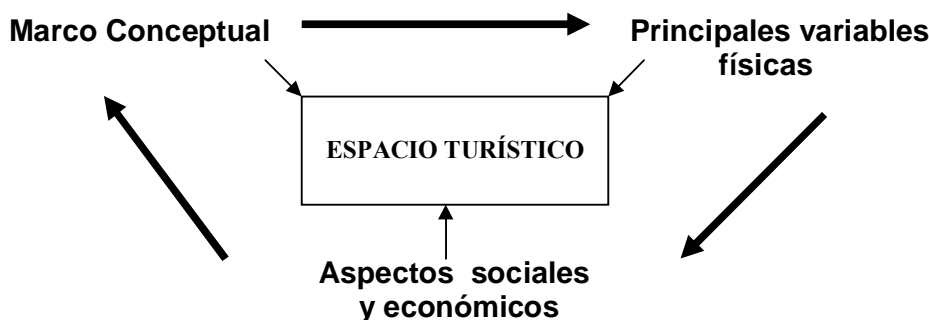 Marco Conceptual
Principales variables
físicas
ESPACIO TURÍSTICO
Aspectos sociales
y económicos